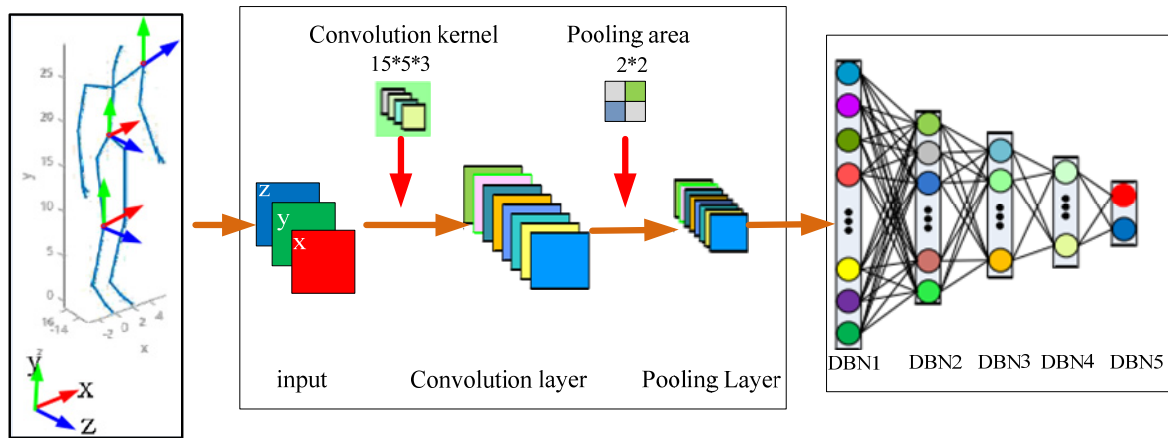 25
20
15
10
5
0
y
16
-14
-2
0
2
4
x
y
x
z
Convolution kernel
15*5*3
Pooling area
2*2
z
y
x
input
Convolution layer
Pooling Layer
DBN1
DBN2
DBN3
DBN4
DBN5